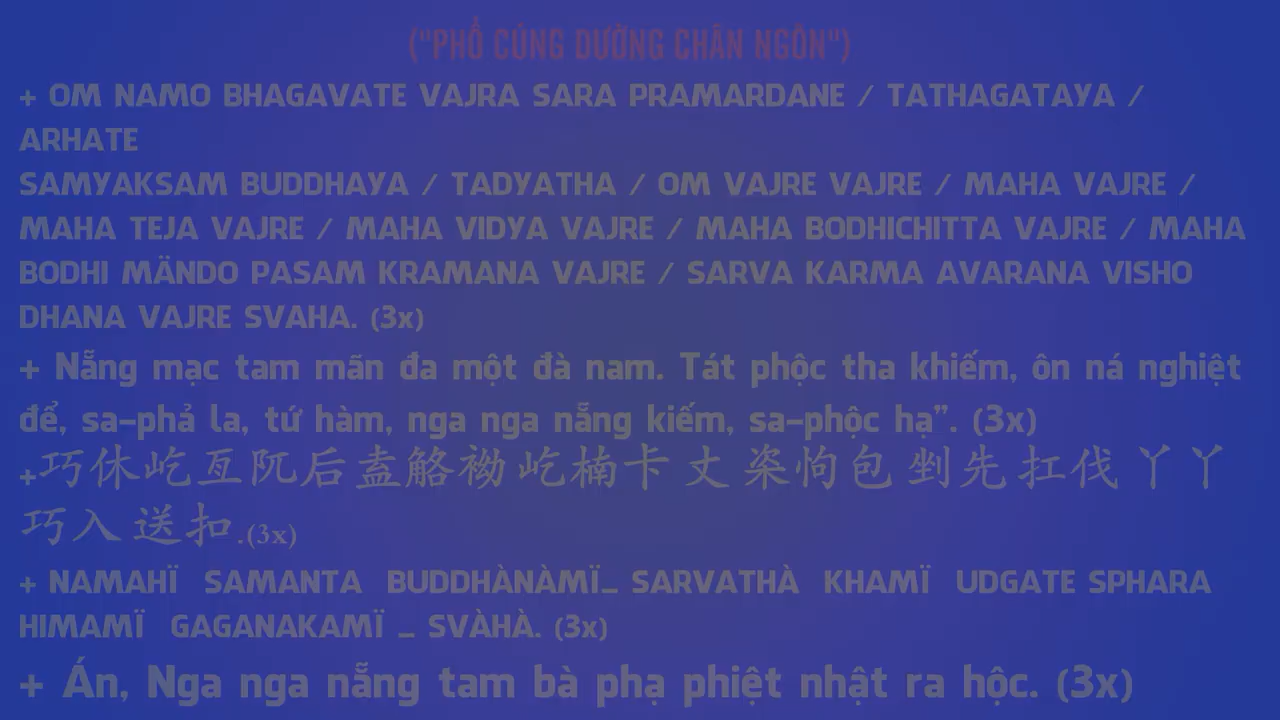 ("PHỔ CÚNG DƯỜNG CHÂN NGÔN")
+ OM NAMO BHAGAVATE VAJRA SARA PRAMARDANE / TATHAGATAYA /
ARHATE
SAMYAKSAM BUDDHAYA / TADYATHA / OM VAJRE VAJRE / MAHA VAJRE /
MAHA TEJA VAJRE / MAHA VIDYA VAJRE / MAHA BODHICHITTA VAJRE / MAHA
BODHI MÄNDO PASAM KRAMANA VAJRE / SARVA KARMA AVARANA VISHO
DHANA VAJRE SVAHA. (3x)
+ Nẵng mạc tam mãn đa một đà nam. Tát phộc tha khiếm, ôn ná nghiệt
để, sa-phả la, tứ hàm, nga nga nẵng kiếm, sa-phộc hạ”. (3x)
+巧休屹亙阢后盍觡袎屹楠卡丈栥怐包剉先扛伐丫丫
巧入送扣.(3x)
+ NAMAHÏ SAMANTA BUDDHÀNÀMÏ_ SARVATHÀ KHAMÏ UDGATE SPHARA
HIMAMÏ GAGANAKAMÏ _ SVÀHÀ. (3x)
+ Án, Nga nga nẵng tam bà phạ phiệt nhật ra hộc. (3x)